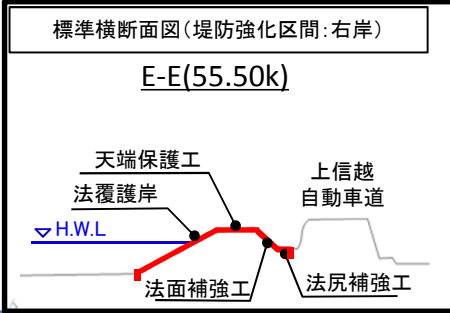 標準横断面図(堤防強化区間:右岸)
E-E(55.50k)
天端保護工
上信越
自動車道
法覆護岸
▽H.W.L
法面補強工
法尻補強工